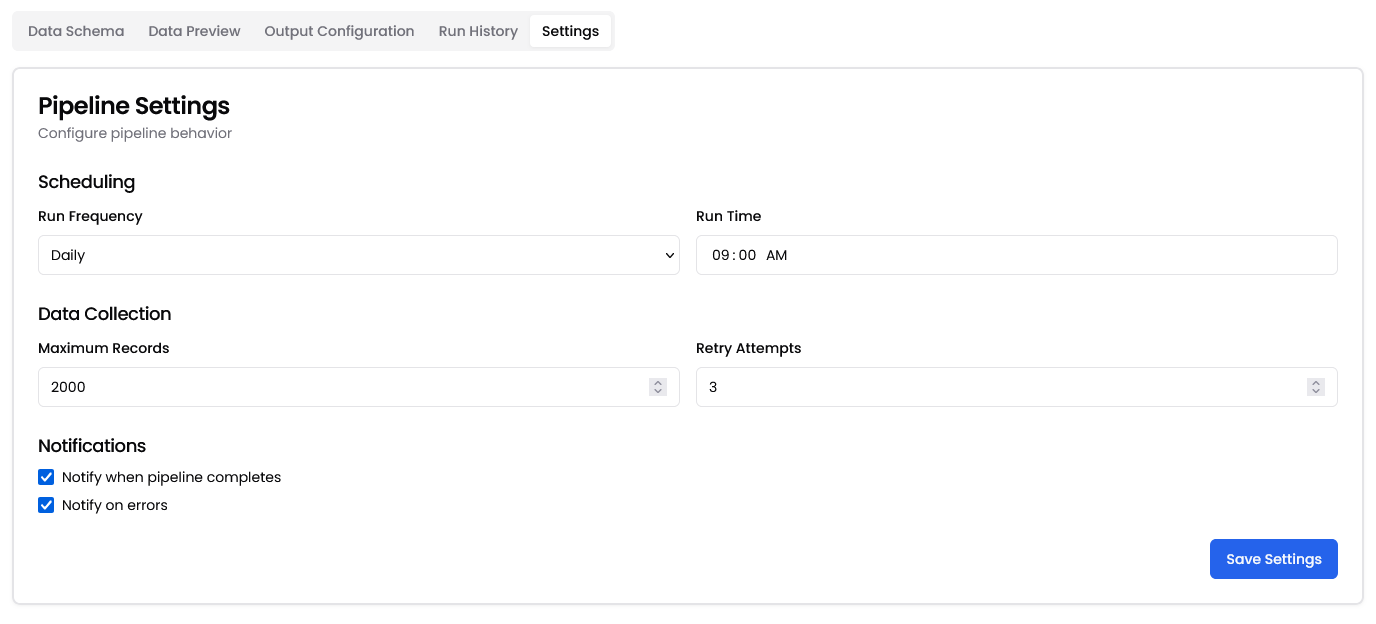 Data Schema Data Preview Output Configuration Run History Settings
Pipeline Settings
Configure pipeline behavior
Scheduling
Run Frequency Run Time
Daily 09:00 AM
Data Collection
Maximum Records Retry Attempts
2000 3
Notifications
Notify when pipeline completes
Notify on errors
Save Settings